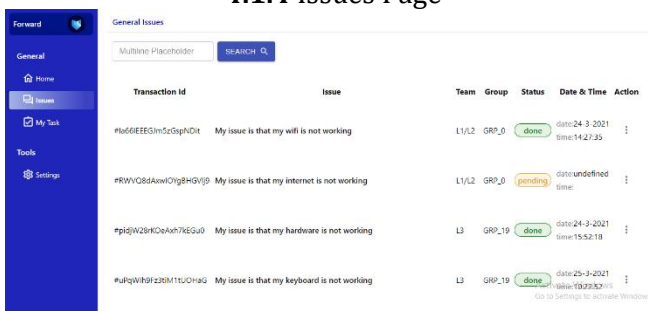 Issues Page
Forward
General Issues
General
Multiline Placeholder
SEARCH
Home
Issues
My Task
Tools
Settings
Transaction Id Issue Team Group Status Date & Time Action
My issue is that my wifi is not working L1/L2 GRP_0 done date:24-3-2021
time:14:27:35
My issue is that my internet is not working L1/L2 GRP_0 pending date:undefined
time:
My issue is that my hardware is not working L3 GRP_19 done date:24-3-2021
time:15:52:18
My issue is that my keyboard is not working L3 GRP_19 done date:25-3-2021
Go to Settings to activate Window